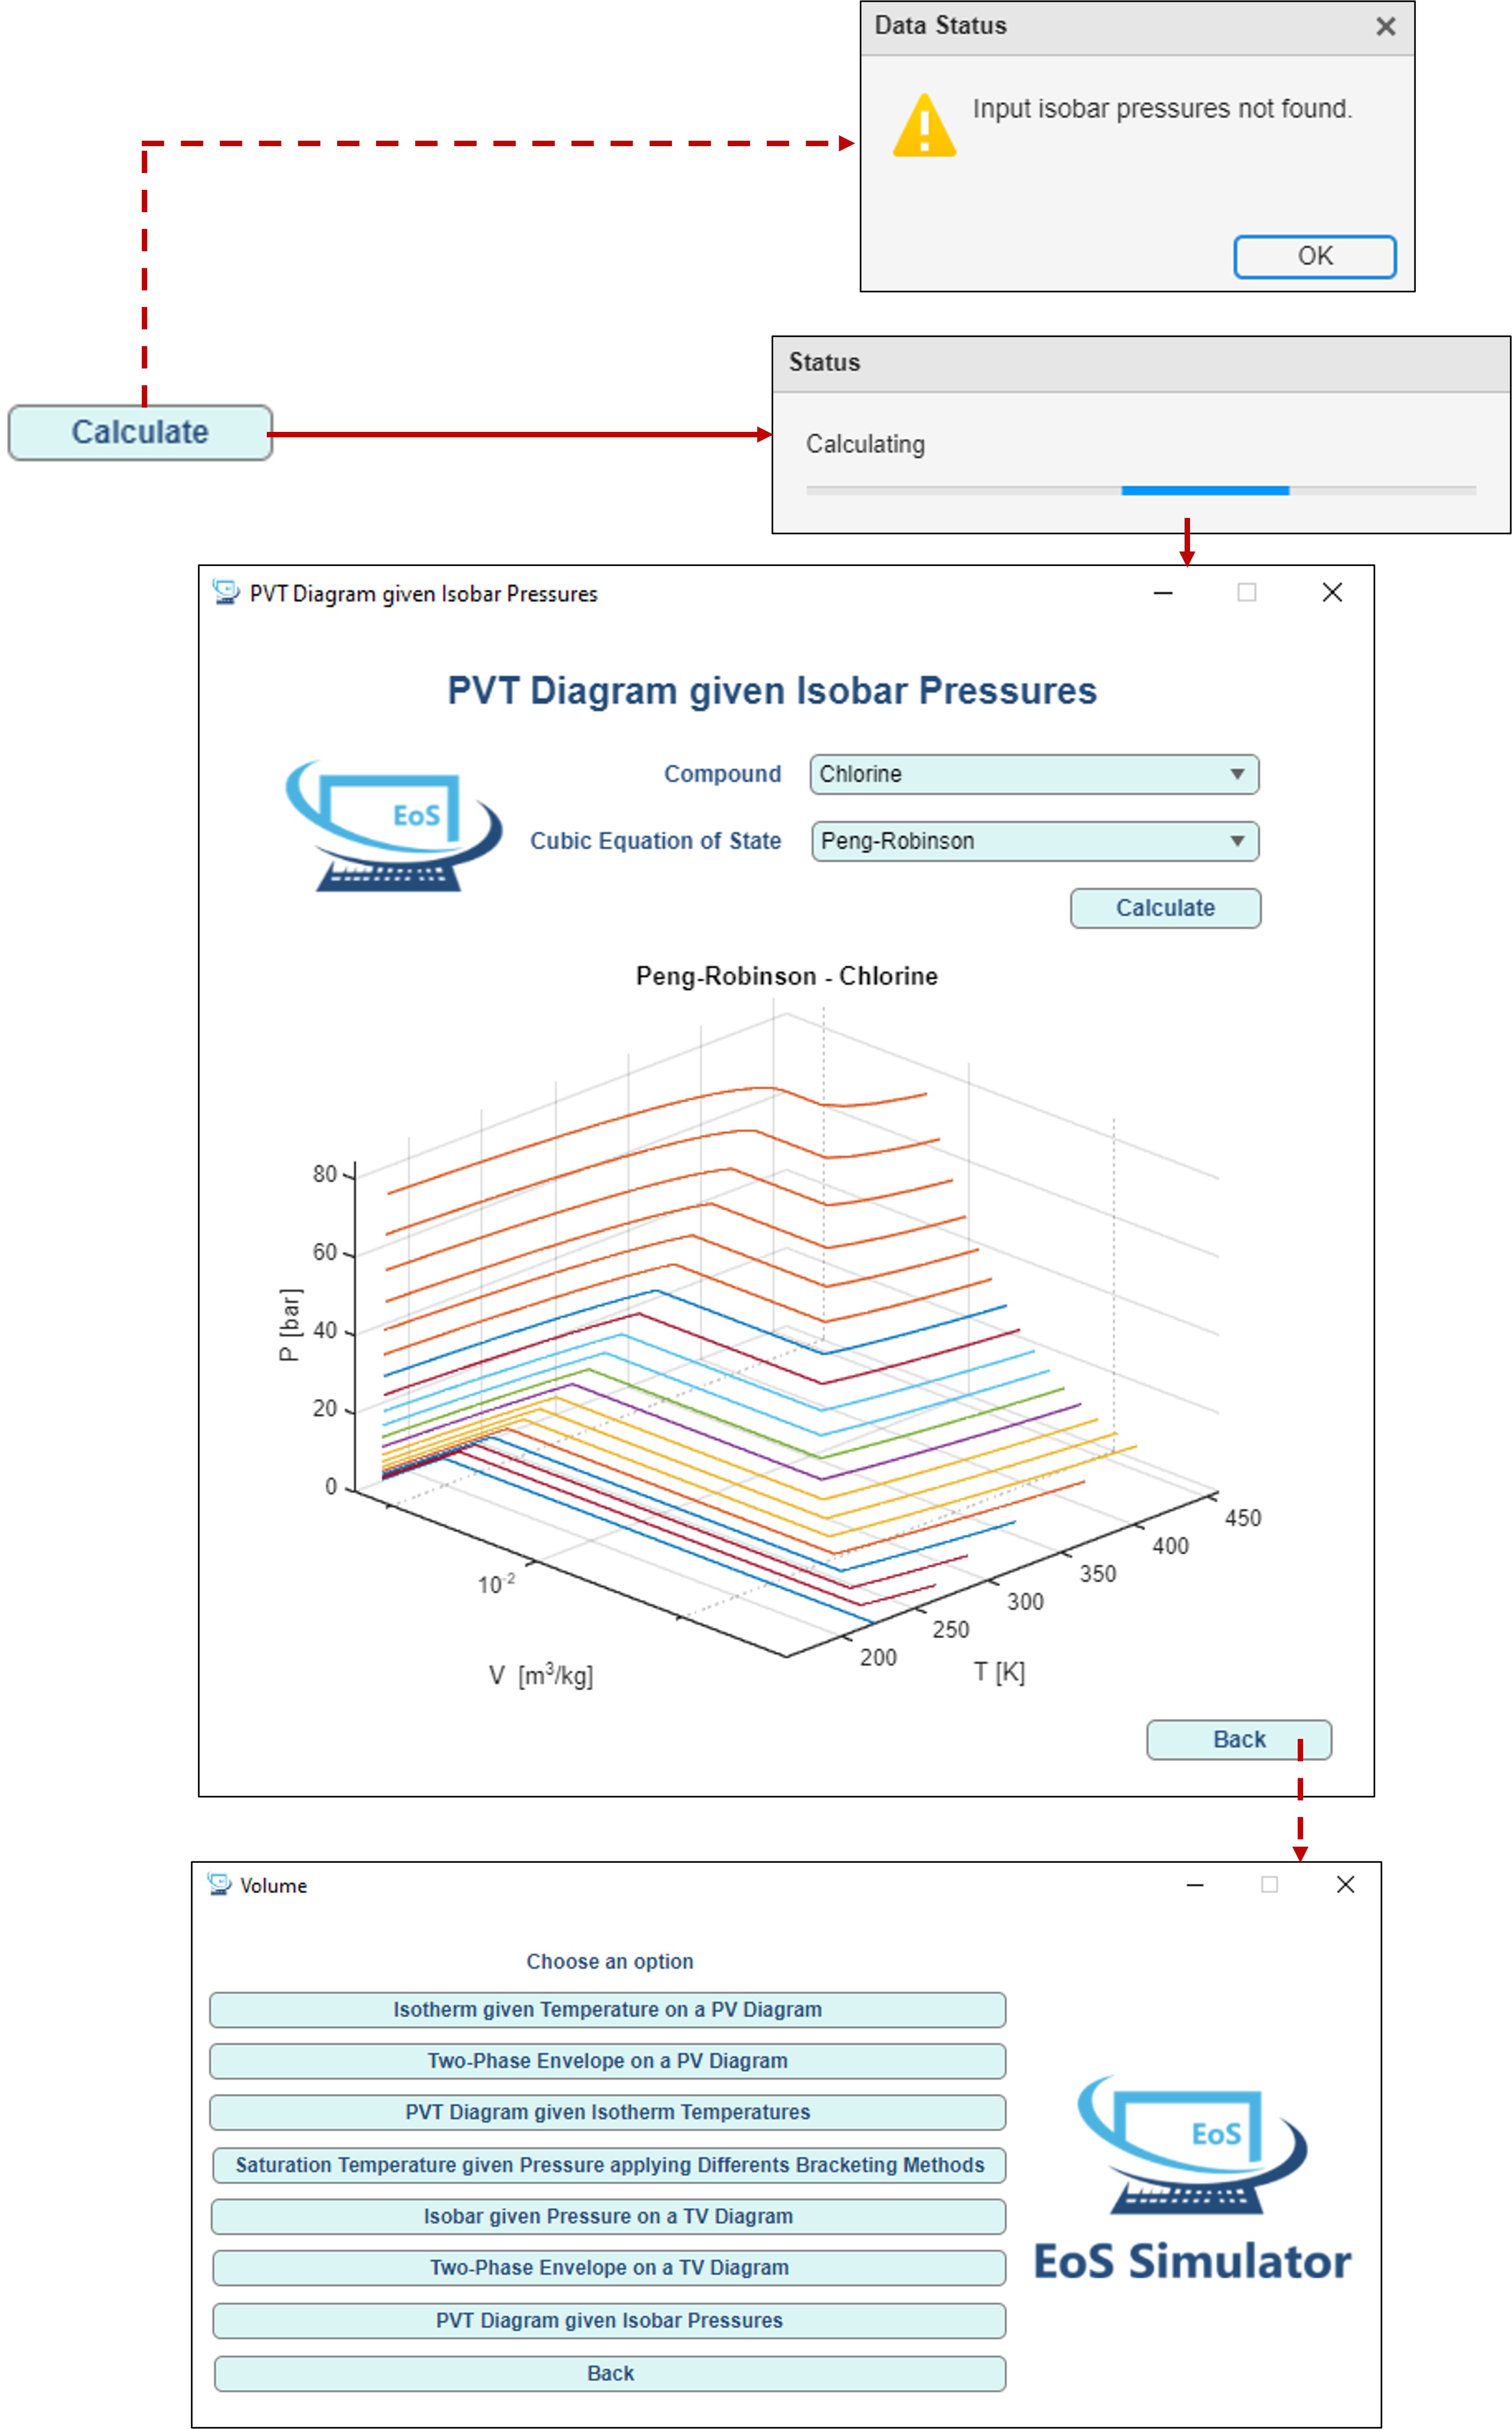 Data Status
Input isobar pressures not found.
OK
Status
Calculate
Calculating
PVT Diagram given Isobar Pressures
PVT Diagram given Isobar Pressures
Compound
Chlorine
EoS
Cubic Equation of State
Peng-Robinson
Calculate
Peng-Robinson - Chlorine
80
60
P [bar]
40
20
0
10⁻²
V [m³/kg]
450
400
350
300
250
200
T [K]
Back
Volume
Choose an option
Isotherm given Temperature on a PV Diagram
Two-Phase Envelope on a PV Diagram
PVT Diagram given Isotherm Temperatures
Saturation Temperature given Pressure applying Differents Bracketing Methods
Isobar given Pressure on a TV Diagram
Two-Phase Envelope on a TV Diagram
PVT Diagram given Isobar Pressures
Back
EoS
EoS Simulator